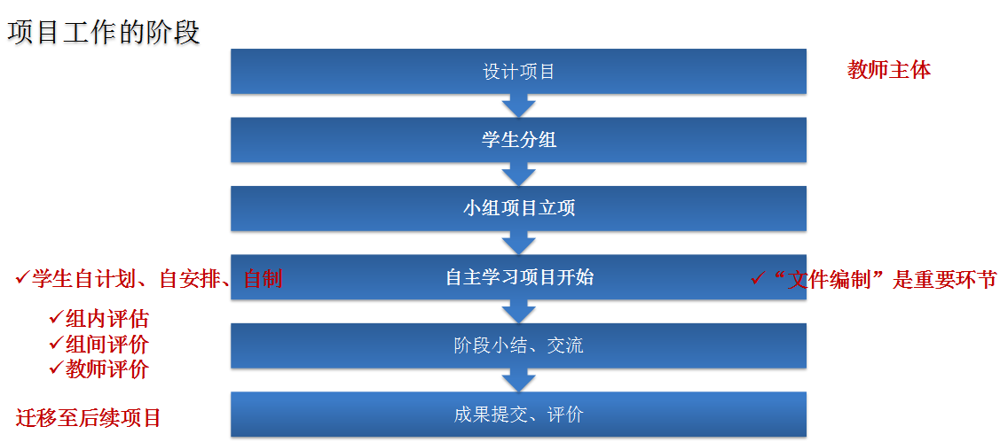 项目工作的阶段
设计项目
教师主体
学生分组
小组项目立项
✓学生自计划、自安排、自制
自主学习项目开始
✓“文件编制”是重要环节
✓组内评估
✓组间评价
✓教师评价
阶段小结、交流
迁移至后续项目
成果提交、评价